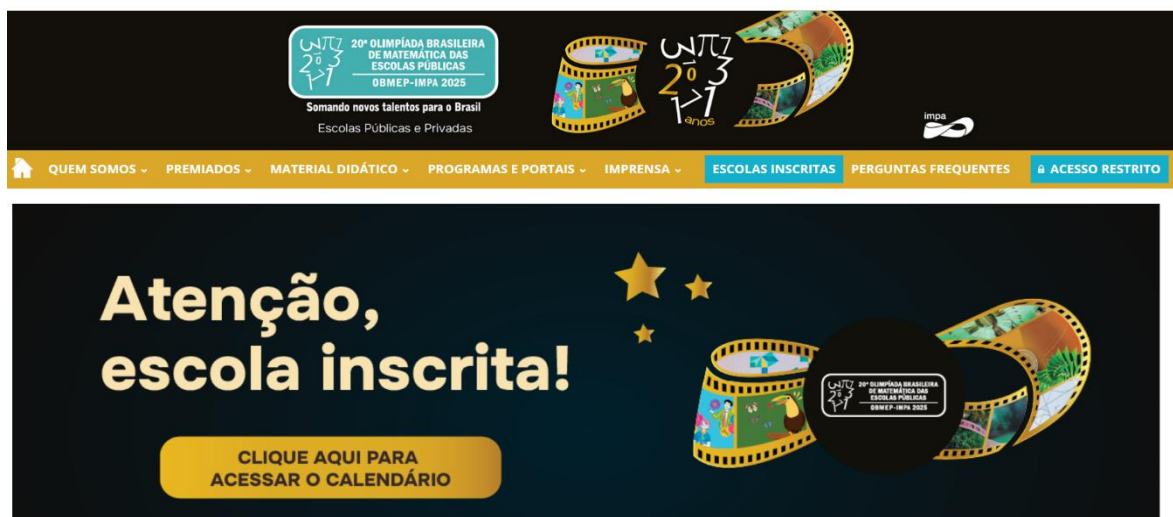 20ª OLIMPÍADA BRASILEIRA
DE MATEMÁTICA DAS
ESCOLAS PÚBLICAS
OBMEP-IMPA 2025
Somando novos talentos para o Brasil
Escolas Públicas e Privadas
anos
impa
QUEM SOMOS
PREMIADOS
MATERIAL DIDÁTICO
PROGRAMAS E PORTAIS
IMPRENSA
ESCOLAS INSCRITAS
PERGUNTAS FREQUENTES
ACESSO RESTRITO
Atenção,
escola inscrita!
CLIQUE AQUI PARA
ACESSAR O CALENDÁRIO
20ª OLIMPÍADA BRASILEIRA
DE MATEMÁTICA DAS
ESCOLAS PÚBLICAS
OBMEP-IMPA 2025